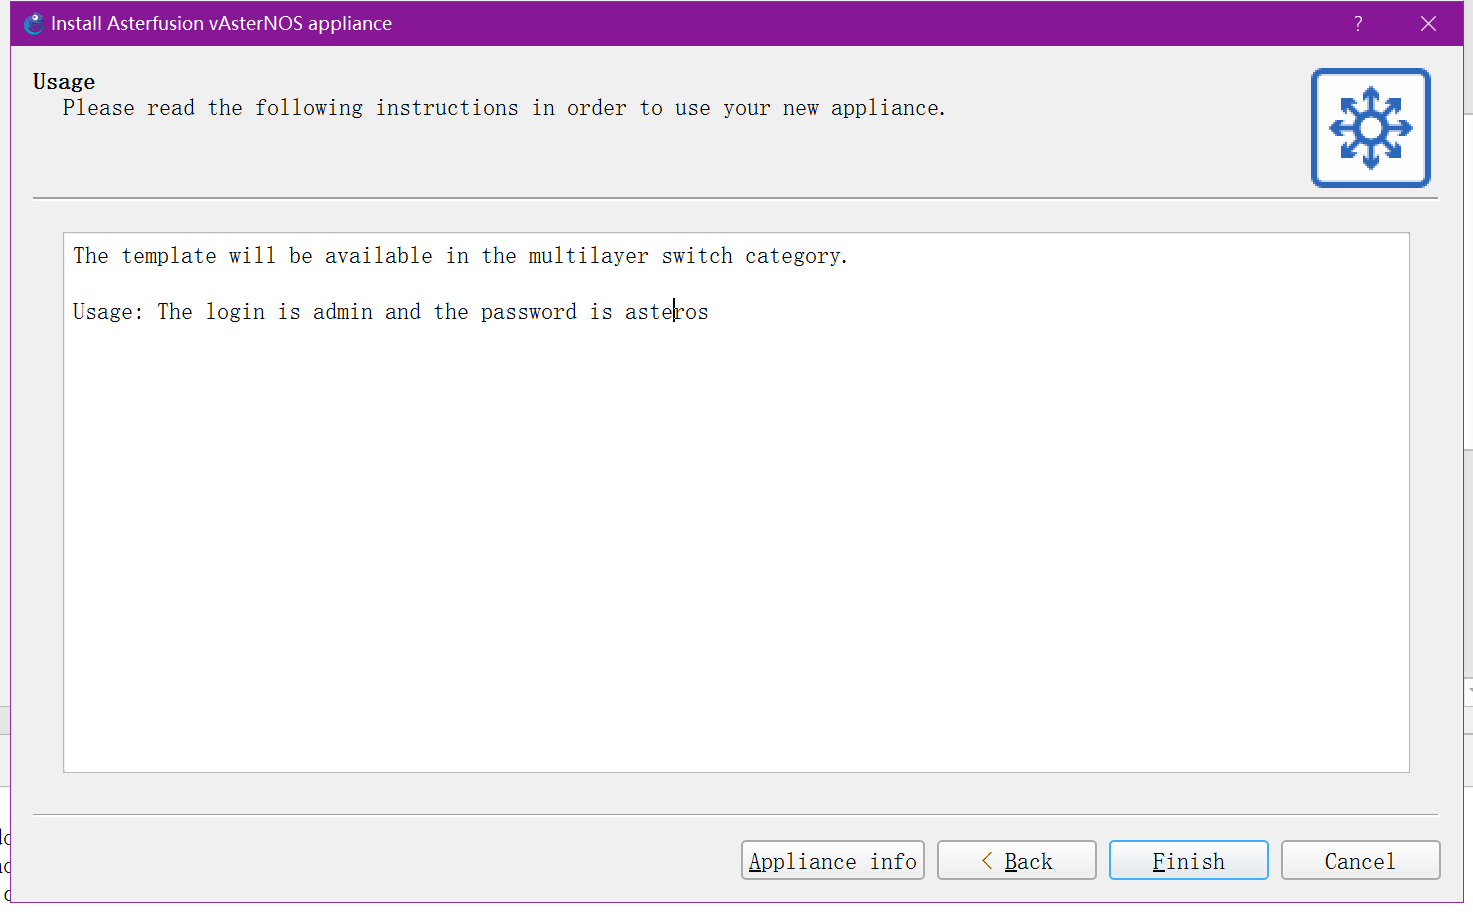 Install Asterfusion vAsterNOS appliance
?
Usage
Please read the following instructions in order to use your new appliance.
The template will be available in the multilayer switch category.
Usage: The login is admin and the password is asteros
Appliance info
< Back
Finish
Cancel